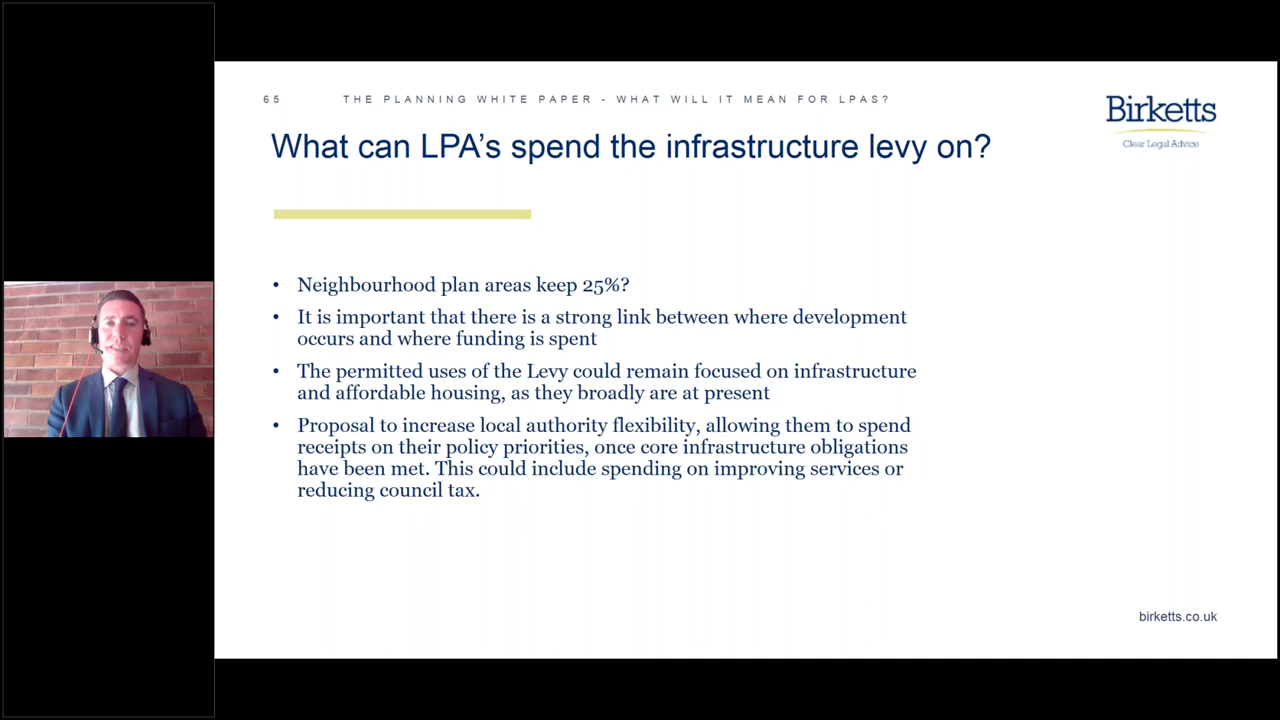 65 THE PLANNING WHITE PAPER - WHAT WILL IT MEAN FOR LPAS?
Birketts
Clear Legal Advice
What can LPA's spend the infrastructure levy on?
• Neighbourhood plan areas keep 25%?
• It is important that there is a strong link between where development
occurs and where funding is spent
• The permitted uses of the Levy could remain focused on infrastructure
and affordable housing, as they broadly are at present
• Proposal to increase local authority flexibility, allowing them to spend
receipts on their policy priorities, once core infrastructure obligations
have been met. This could include spending on improving services or
reducing council tax.
birketts.co.uk